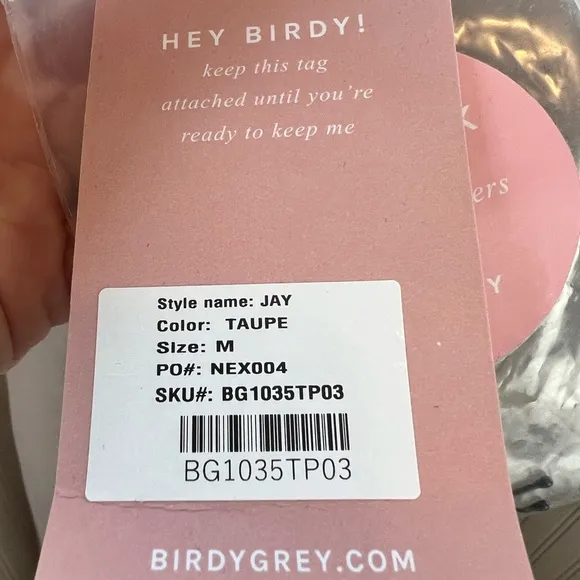 HEY BIRDY!
keep this tag
attached until you're
ready to keep me
Style name: JAY
Color: TAUPE
Size: M
PO#: NEX004
SKU#: BG1035TP03
BG1035TP03
BIRDYGREY.COM